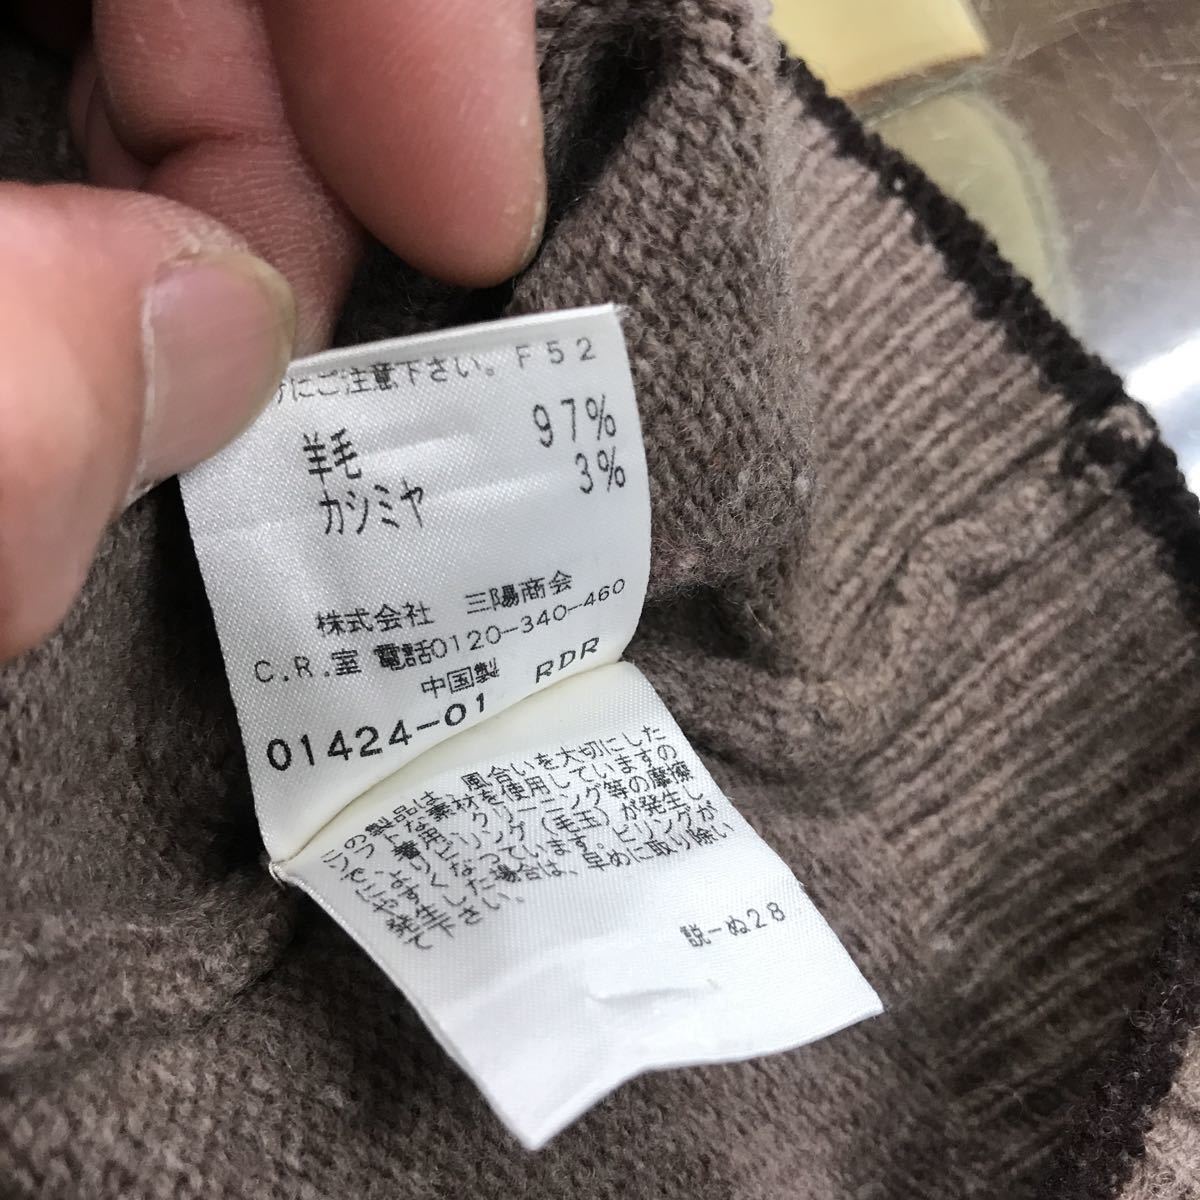 にご注意下さい。F52
羊毛 97%
カシミヤ 3%
株式会社 三陽商会
C.R.室 電話0120-340-460
中国製 RDR
01424-01
この製品は、風合いを大切にした
ソフトな素材を使用していますの
で、着用・クリーニング等の摩擦
によりピリング(毛玉)が発生し
やすくなっています。ピリングが
発生した場合は、早めに取り除い
て下さい。
説-ぬ28